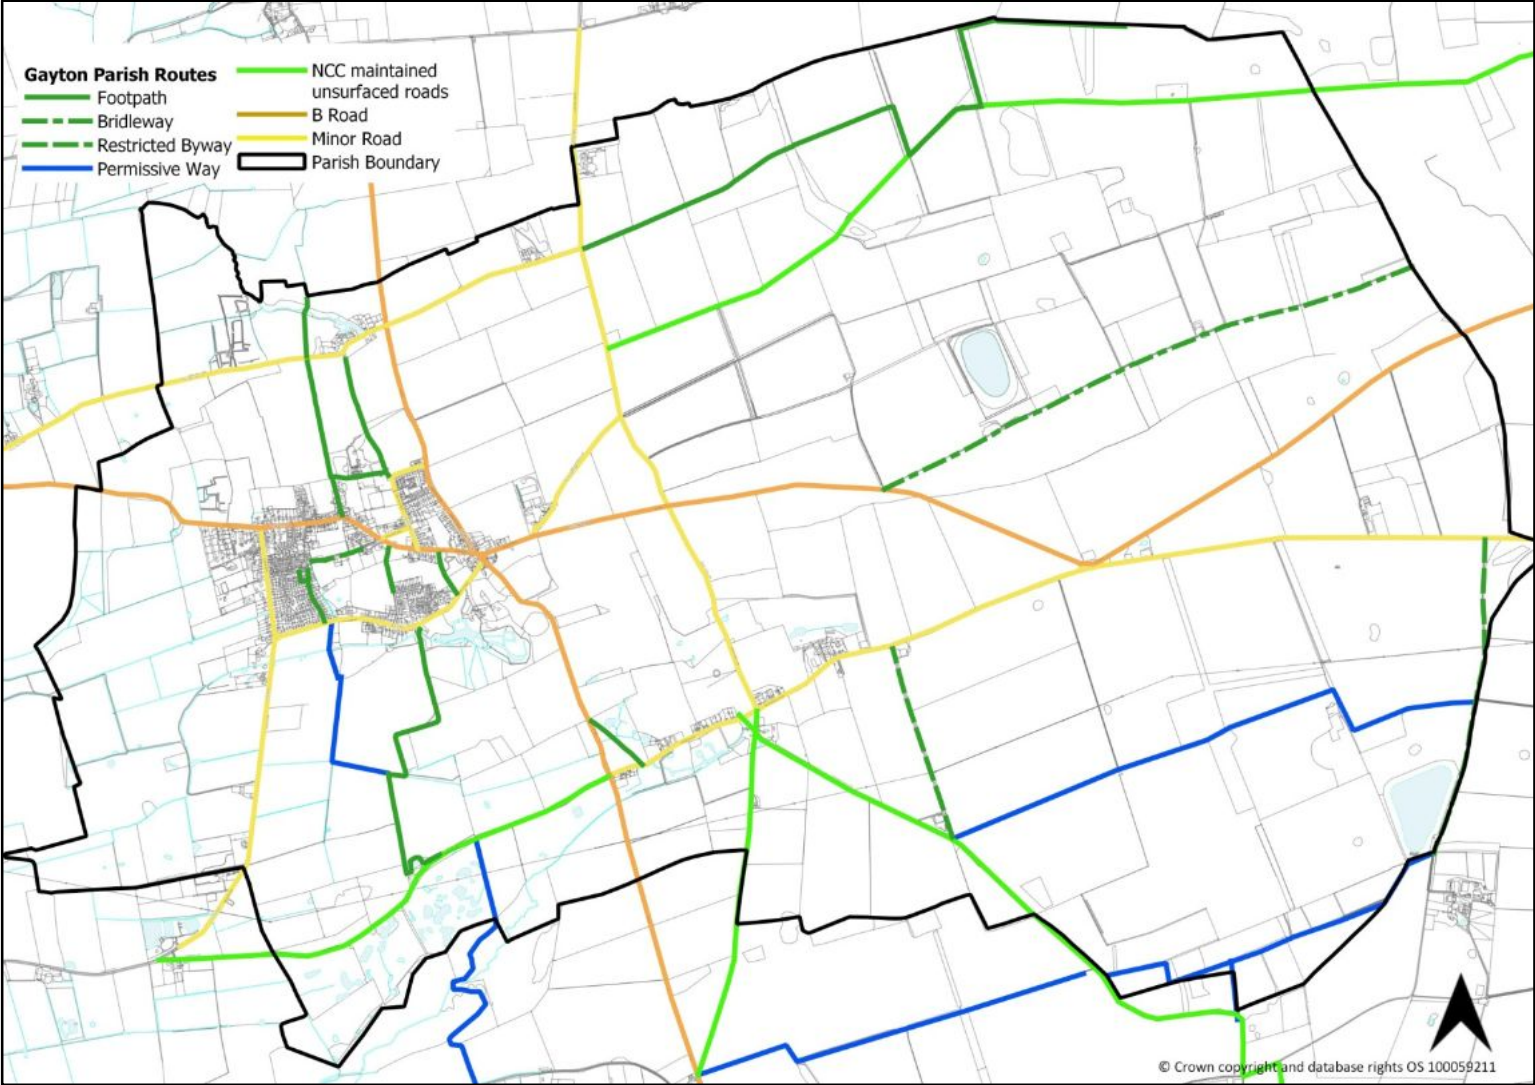 Gayton Parish Routes
Footpath
Bridleway
Restricted Byway
Permissive Way
NCC maintained
unsurfaced roads
B Road
Minor Road
Parish Boundary
© Crown copyright and database rights OS 100059211